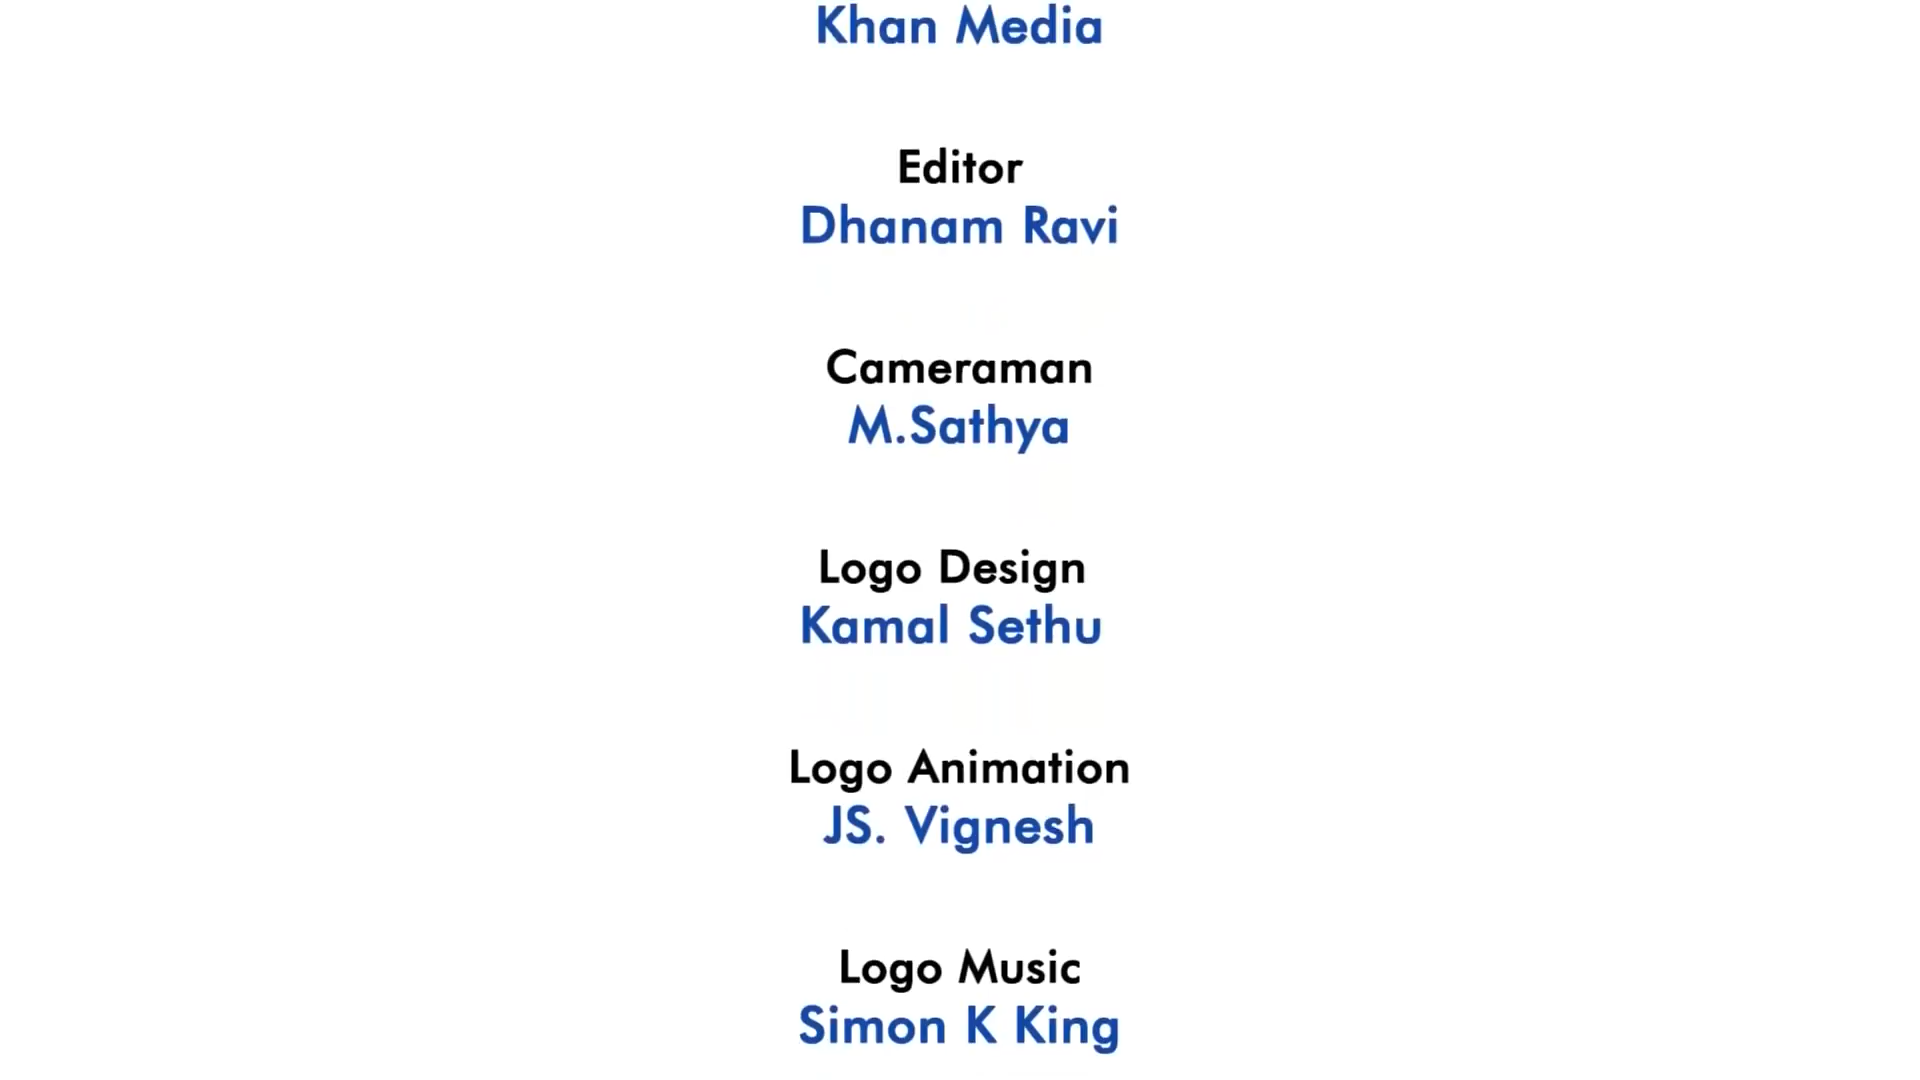 Khan Media
Editor
Dhanam Ravi
Cameraman
M.Sathya
Logo Design
Kamal Sethu
Logo Animation
JS. Vignesh
Logo Music
Simon K King